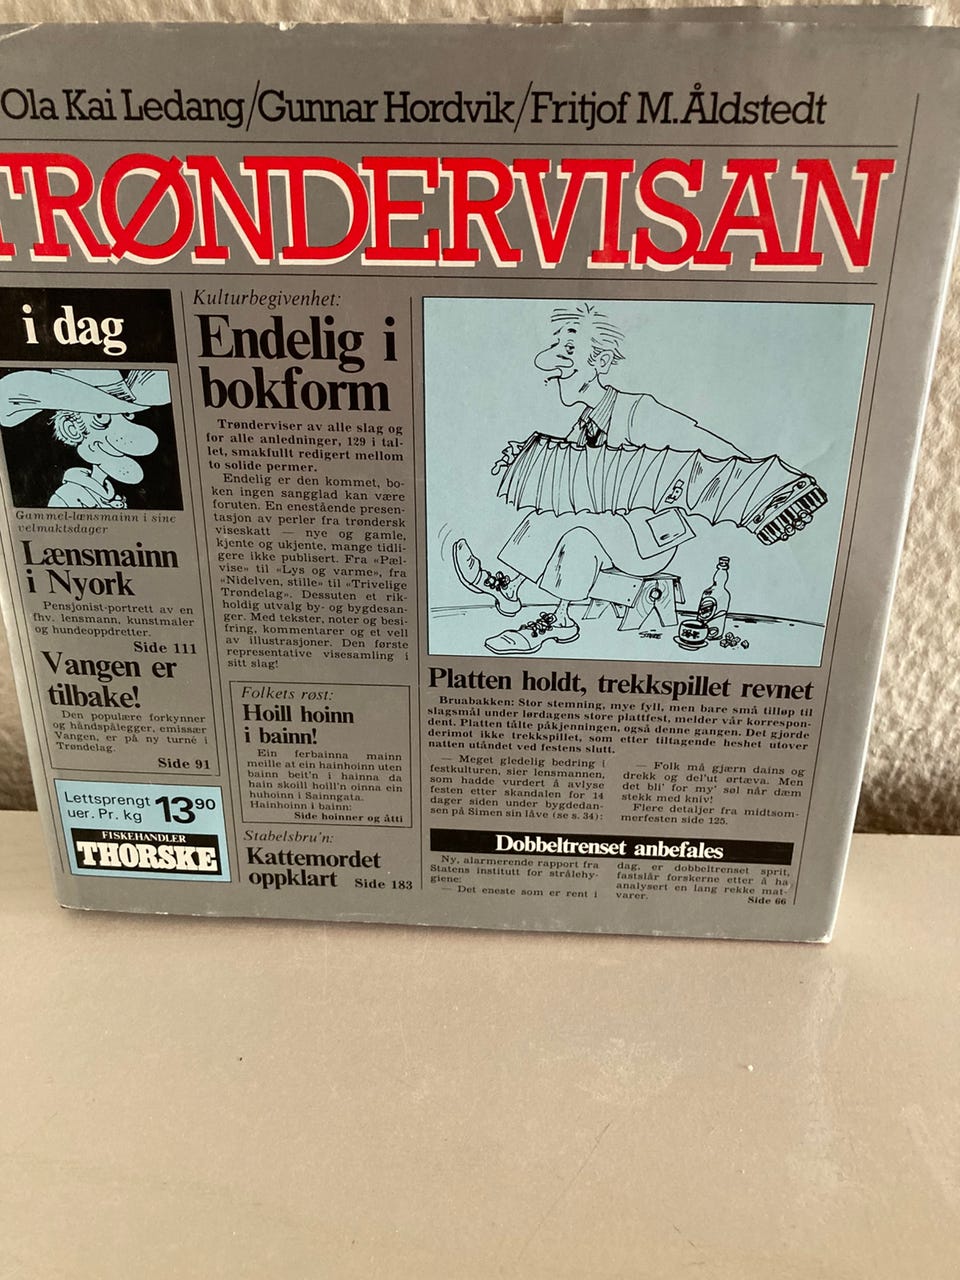 Ola Kai Ledang/Gunnar Hordvik/Fritjof M. Åldstedt
TRØNDERVISAN
i dag
Gammel-lænsmainn i sine
velmaktsdager
Lænsmainn
i Nyork
Pensjonist-portrett av en
fhv. lensmann, kunstmaler
og hundeoppdretter.
Side 111
Vangen er
tilbake!
Den populære forkynner
og håndspålegger, emissær
Vangen, er på ny turné i
Trøndelag.
Side 91
Lettsprengt
uer. Pr. kg
13 90
FISKEHANDLER
THORSKE
Kulturbegivenhet:
Endelig i
bokform
Trønderviser av alle slag og
for alle anledninger, 129 i tal-
let, smakfullt redigert mellom
to solide permer.
Endelig er den kommet, bo-
ken ingen sangglad kan være
foruten. En enestående presen-
tasjon av perler fra trøndersk
viseskatt — nye og gamle,
kjente og ukjente, mange tidli-
gere ikke publisert. Fra «Pæl-
vise» til «Lys og varme», fra
«Nidelven, stille» til «Trivelige
Trøndelag». Dessuten et rik-
holdig utvalg by- og bygdesan-
ger. Med tekster, noter og besi-
fring, kommentarer og et vell
av illustrasjoner. Den første
representative visesamling i
sitt slag!
Folkets røst:
Hoill hoinn
i bainn!
Ein ferbainna mainn
meille at ein hainhoinn uten
bainn beit'n i hainna da
hain skoill hoill'n oinna ein
huhoinn i Sainngata.
Hainhoinn i bainn:
Side hoinner og åtti
Stabelsbru'n:
Kattemordet
oppklart Side 183
Platten holdt, trekkspillet revnet
Bruabakken: Stor stemning, mye fyll, men bare små tilløp til
slagsmål under lørdagens store plattfest, melder vår korrespon-
dent. Platten tålte påkjenningen, også denne gangen. Det gjorde
derimot ikke trekkspillet, som etter tiltagende heshet utover
natten utåndet ved festens slutt.
— Meget gledelig bedring i
festkulturen, sier lensmannen,
som hadde vurdert å avlyse
festen etter skandalen for 14
dager siden under bygdedan-
sen på Simen sin låve (se s. 34):
— Folk må gjærn dains og
drekk og del'ut ørtæva. Men
det bli' for my' søl når dæm
stekk med kniv!
Flere detaljer fra midtsom-
merfesten side 125.
Dobbeltrenset anbefales
Ny, alarmerende rapport fra
Statens institutt for strålehy-
giene:
— Det eneste som er rent i
dag, er dobbeltrenset sprit,
fastslår forskerne etter å ha
analysert en lang rekke mat-
varer.
Side 66